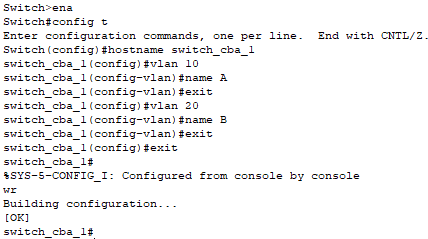 Switch>ena
Switch#config t
Enter configuration commands, one per line.  End with CNTL/Z.
Switch(config)#hostname switch_cba_1
switch_cba_1(config)#vlan 10
switch_cba_1(config-vlan)#name A
switch_cba_1(config-vlan)#exit
switch_cba_1(config)#vlan 20
switch_cba_1(config-vlan)#name B
switch_cba_1(config-vlan)#exit
switch_cba_1(config)#exit
switch_cba_1#
%SYS-5-CONFIG_I: Configured from console by console
wr
Building configuration...
[OK]
switch_cba_1#